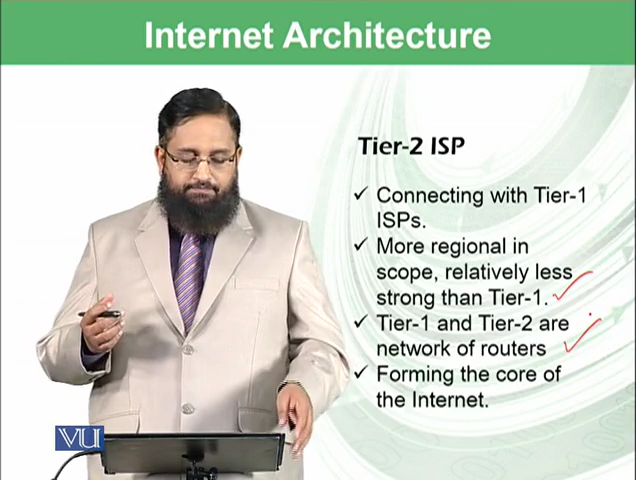 Internet Architecture
Tier-2 ISP
✓ Connecting with Tier-1
ISPs.
✓ More regional in
scope, relatively less
strong than Tier-1.
✓ Tier-1 and Tier-2 are
network of routers
✓ Forming the core of
the Internet.
VU